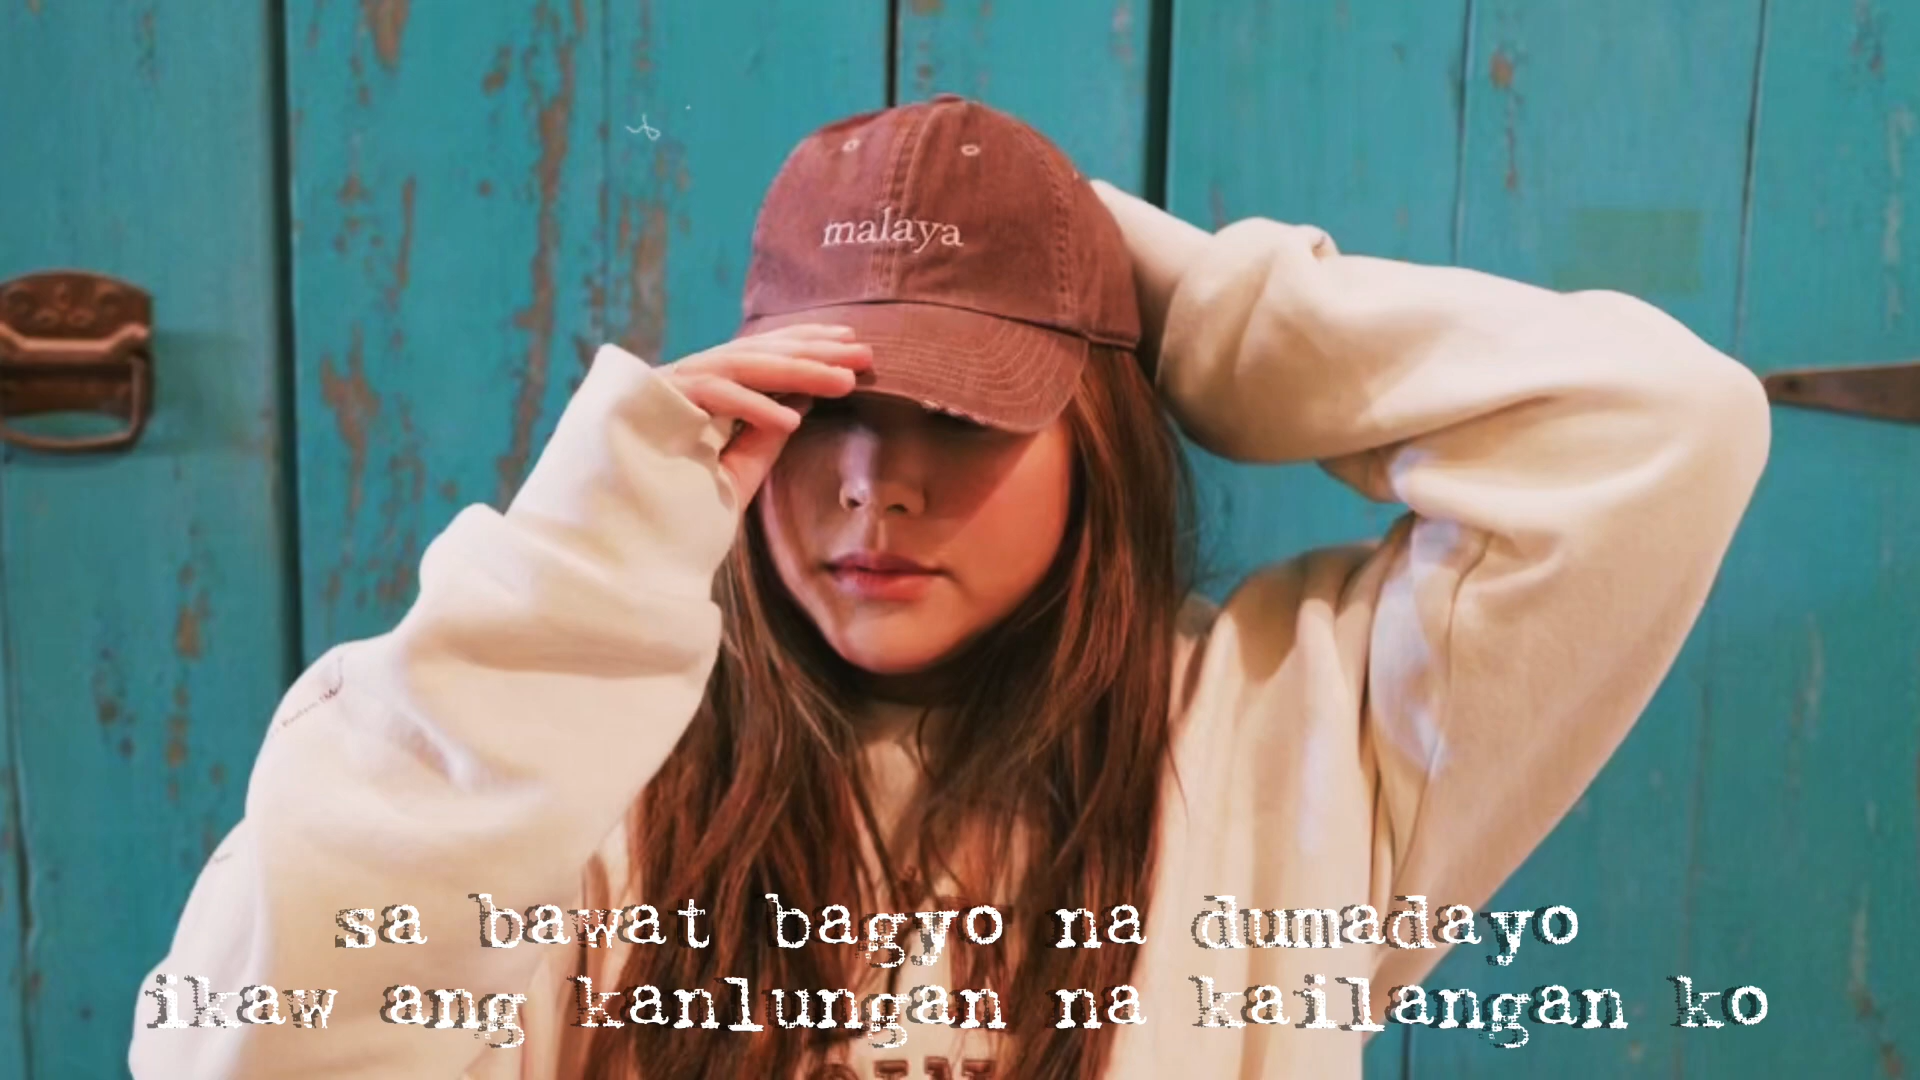 malaya
sa bawat bagyo na dumadayo
ikaw ang kanlungan na kailangan ko